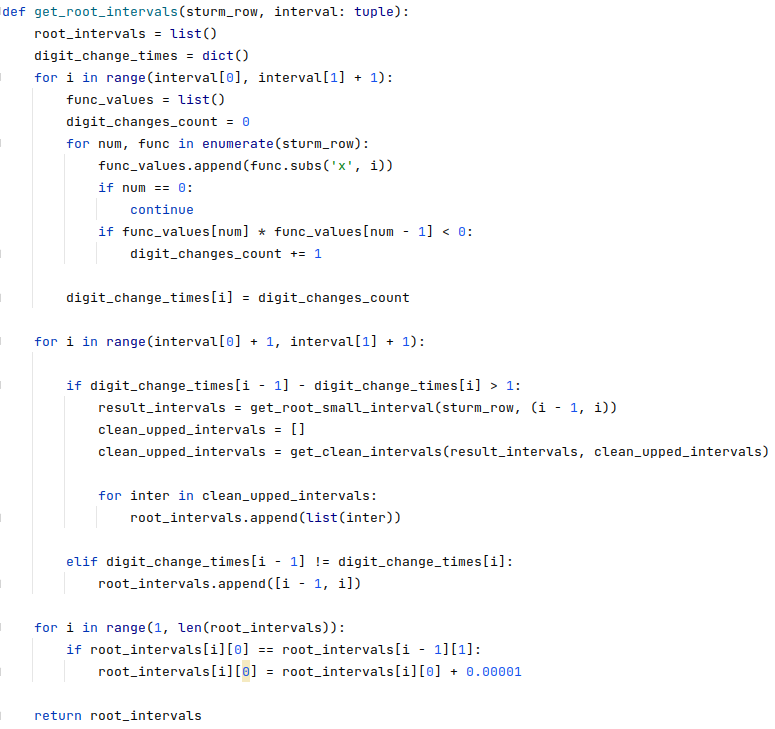 def get_root_intervals(sturm_row, interval: tuple):
    root_intervals = list()
    digit_change_times = dict()
    for i in range(interval[0], interval[1] + 1):
        func_values = list()
        digit_changes_count = 0
        for num, func in enumerate(sturm_row):
            func_values.append(func.subs('x', i))
            if num == 0:
                continue
            if func_values[num] * func_values[num - 1] < 0:
                digit_changes_count += 1
        digit_change_times[i] = digit_changes_count
    for i in range(interval[0] + 1, interval[1] + 1):
        if digit_change_times[i - 1] - digit_change_times[i] > 1:
            result_intervals = get_root_small_interval(sturm_row, (i - 1, i))
            clean_upped_intervals = []
            clean_upped_intervals = get_clean_intervals(result_intervals, clean_upped_intervals)
            for inter in clean_upped_intervals:
                root_intervals.append(list(inter))
        elif digit_change_times[i - 1] != digit_change_times[i]:
            root_intervals.append([i - 1, i])
    for i in range(1, len(root_intervals)):
        if root_intervals[i][0] == root_intervals[i - 1][1]:
            root_intervals[i][0] = root_intervals[i][0] + 0.00001
    return root_intervals